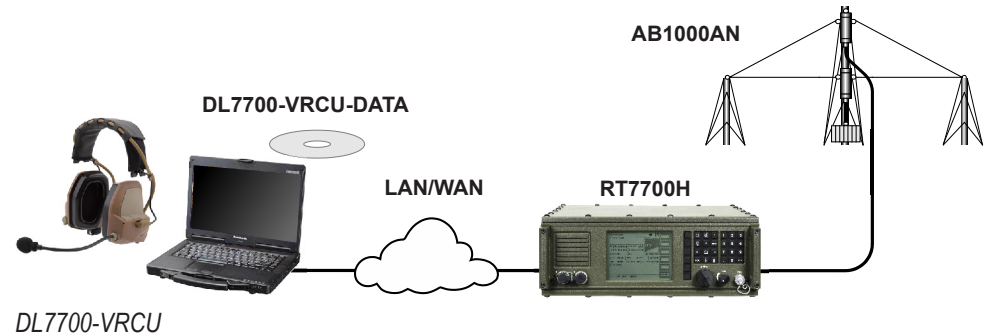 AB1000AN
DL7700-VRCU-DATA
LAN/WAN
RT7700H
DL7700-VRCU